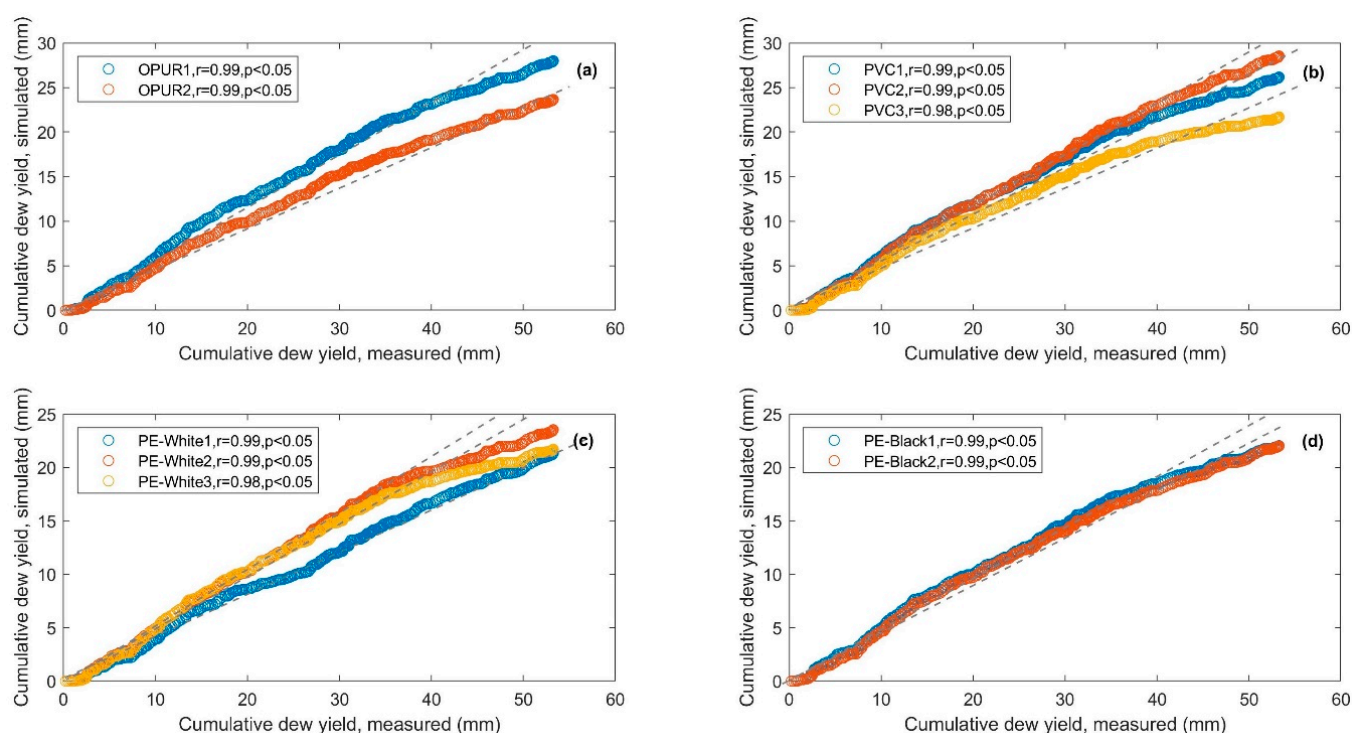 Cumulative dew yield, simulated (mm)
30
25
20
15
10
5
0
OPUR1,r=0.99,p<0.05
OPUR2,r=0.99,p<0.05
(a)
0 10 20 30 40 50 60
Cumulative dew yield, measured (mm)
Cumulative dew yield, simulated (mm)
30
25
20
15
10
5
0
PVC1,r=0.99,p<0.05
PVC2,r=0.99,p<0.05
PVC3,r=0.98,p<0.05
(b)
0 10 20 30 40 50 60
Cumulative dew yield, measured (mm)
Cumulative dew yield, simulated (mm)
25
20
15
10
5
0
PE-White1,r=0.99,p<0.05
PE-White2,r=0.99,p<0.05
PE-White3,r=0.98,p<0.05
(c)
0 10 20 30 40 50 60
Cumulative dew yield, measured (mm)
Cumulative dew yield, simulated (mm)
25
20
15
10
5
0
PE-Black1,r=0.99,p<0.05
PE-Black2,r=0.99,p<0.05
(d)
0 10 20 30 40 50 60
Cumulative dew yield, measured (mm)